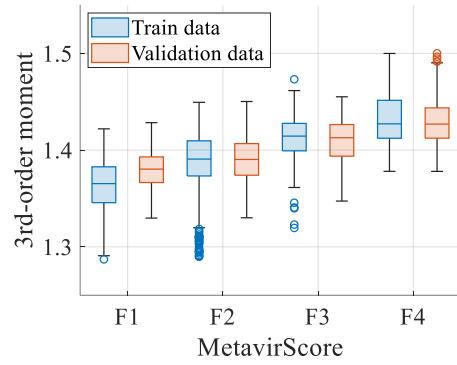 Train data
Validation data
3rd-order moment
1.5
1.4
1.3
F1 F2 F3 F4
MetavirScore